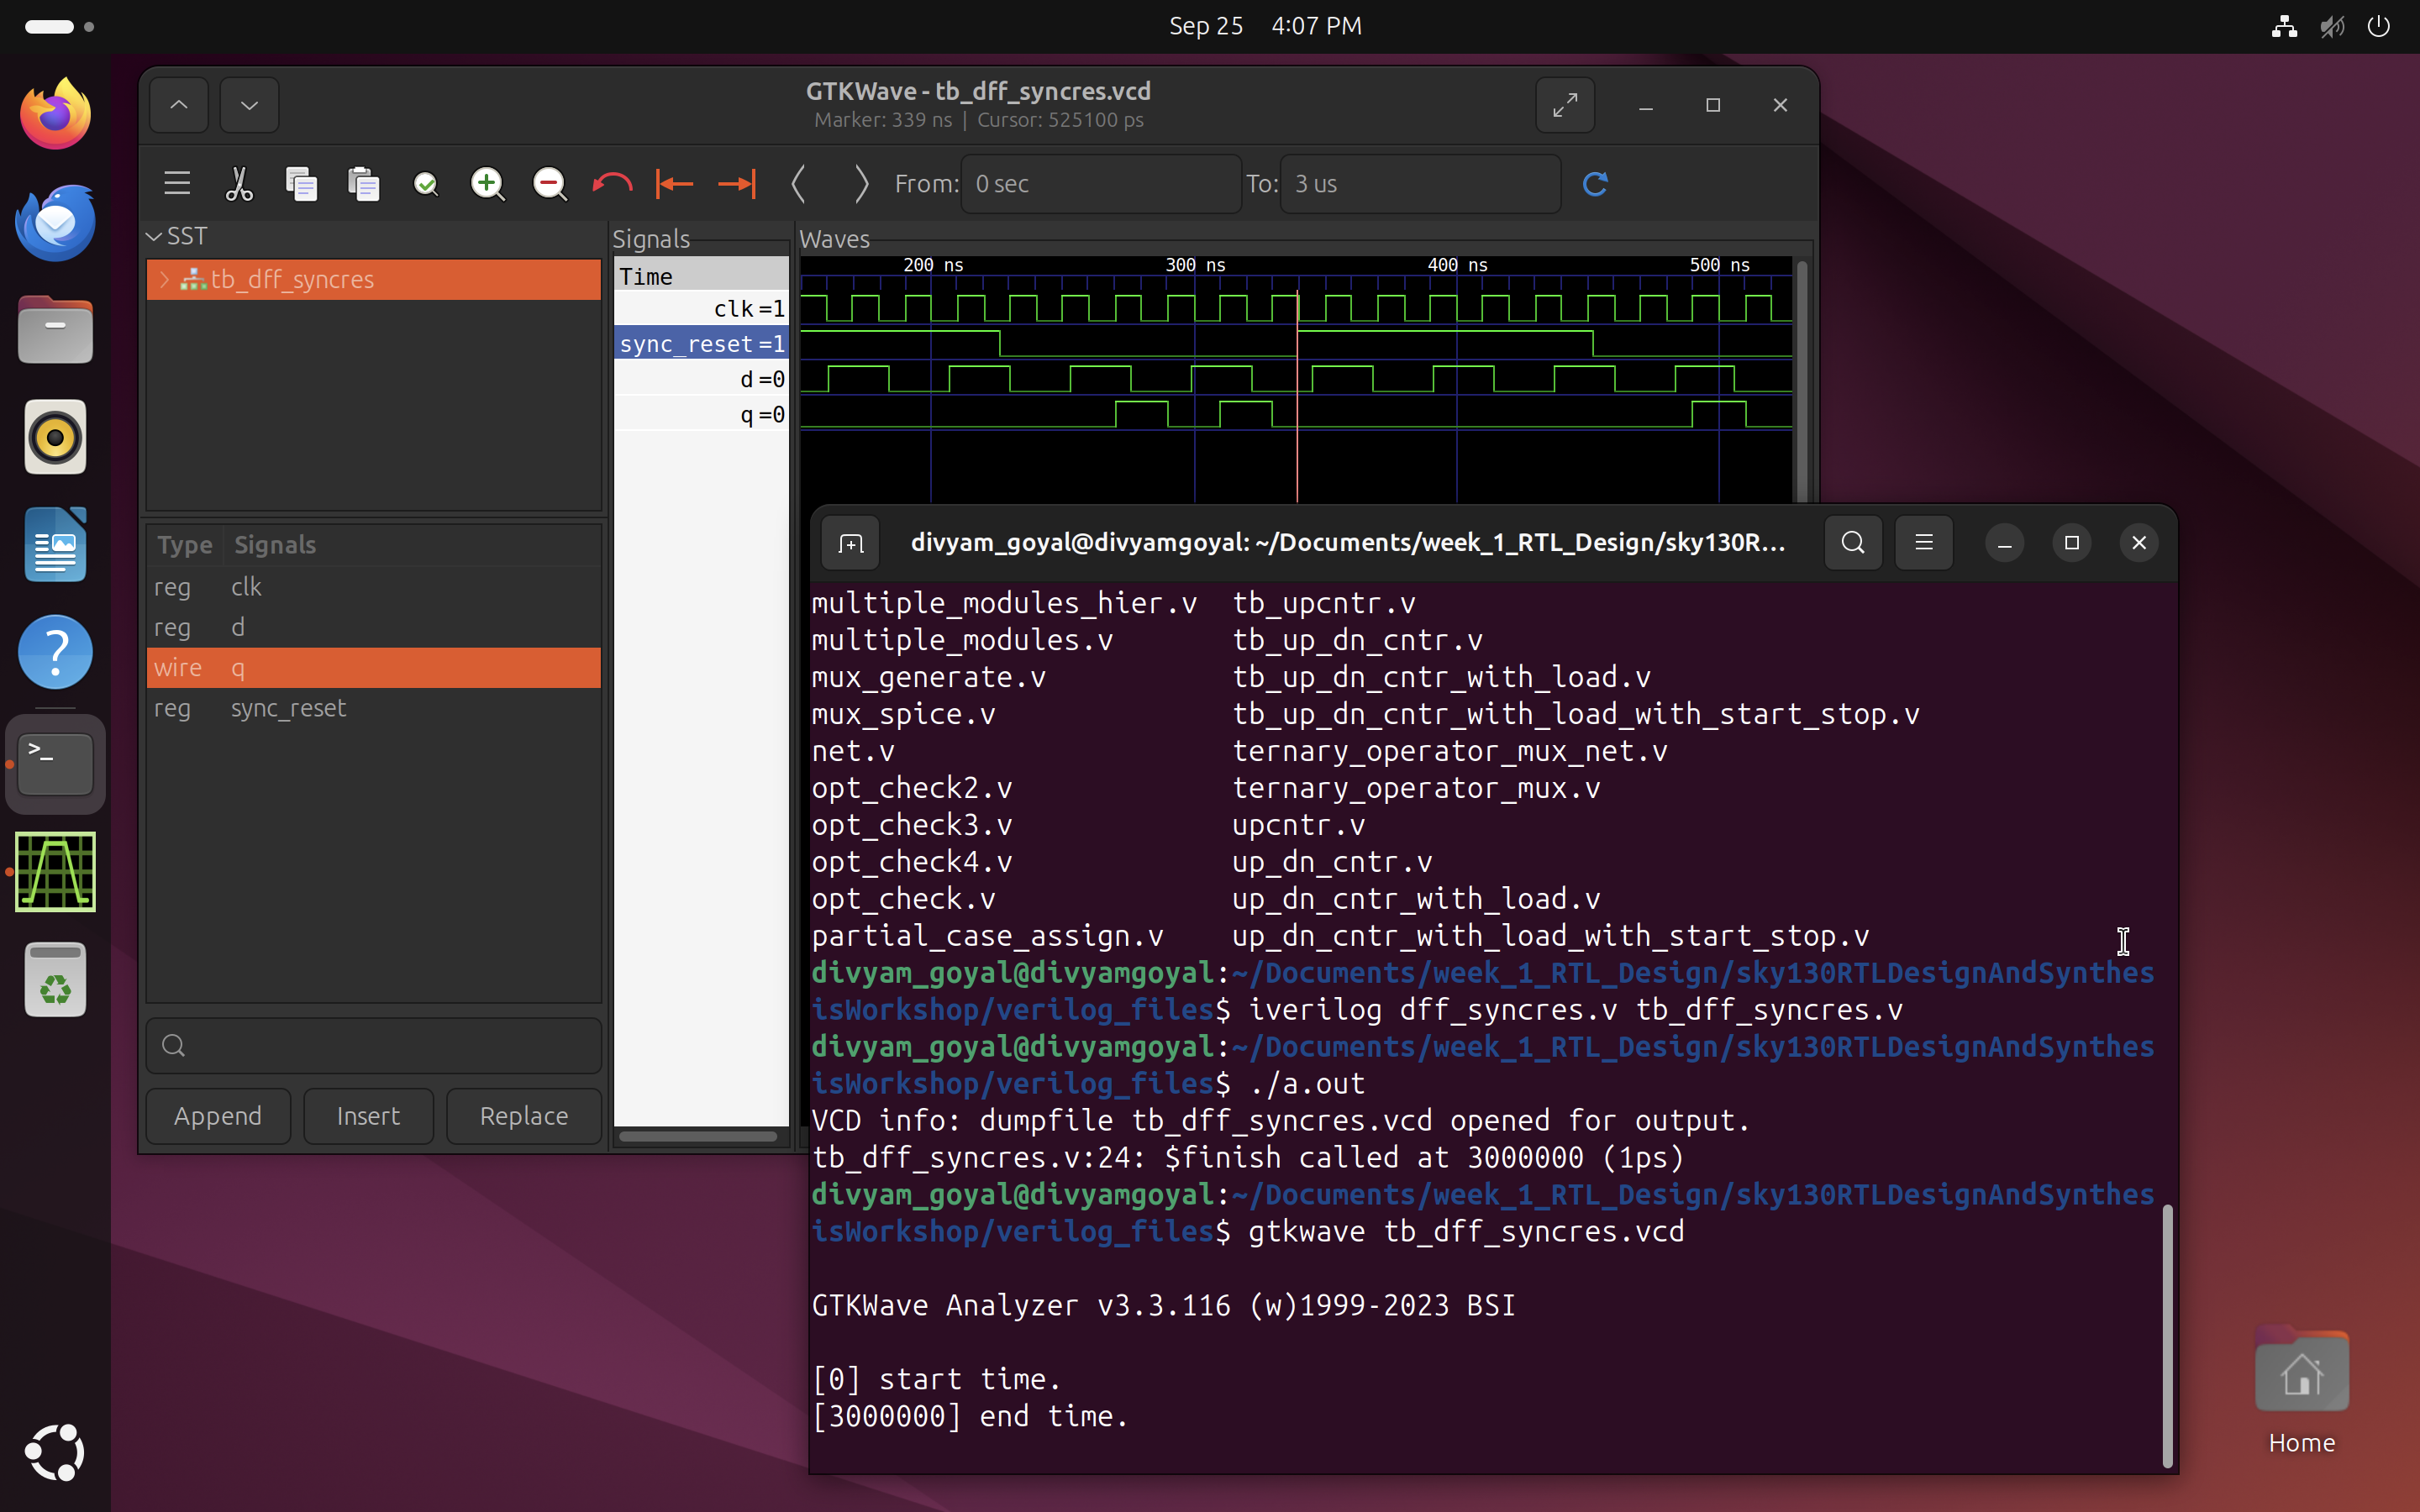 Sep 25 4:07 PM
GTKWave - tb_dff_syncres.vcd
Marker: 339 ns | Cursor: 525100 ps
From: 0 sec To: 3 us
SST
tb_dff_syncres
Type Signals
reg clk
reg d
wire q
reg sync_reset
Append Insert Replace
Signals
Time
clk =1
sync_reset =1
d =0
q =0
Waves
200 ns 300 ns 400 ns 500 ns
divyam_goyal@divyamgoyal: ~/Documents/week_1_RTL_Design/sky130R...
multiple_modules_hier.v tb_upcntr.v
multiple_modules.v tb_up_dn_cntr.v
mux_generate.v tb_up_dn_cntr_with_load.v
mux_spice.v tb_up_dn_cntr_with_load_with_start_stop.v
net.v ternary_operator_mux_net.v
opt_check2.v ternary_operator_mux.v
opt_check3.v upcntr.v
opt_check4.v up_dn_cntr.v
opt_check.v up_dn_cntr_with_load.v
partial_case_assign.v up_dn_cntr_with_load_with_start_stop.v
divyam_goyal@divyamgoyal:~/Documents/week_1_RTL_Design/sky130RTLDesignAndSynthes
isWorkshop/verilog_files$ iverilog dff_syncres.v tb_dff_syncres.v
divyam_goyal@divyamgoyal:~/Documents/week_1_RTL_Design/sky130RTLDesignAndSynthes
isWorkshop/verilog_files$ ./a.out
VCD info: dumpfile tb_dff_syncres.vcd opened for output.
tb_dff_syncres.v:24: $finish called at 3000000 (1ps)
divyam_goyal@divyamgoyal:~/Documents/week_1_RTL_Design/sky130RTLDesignAndSynthes
isWorkshop/verilog_files$ gtkwave tb_dff_syncres.vcd
GTKWave Analyzer v3.3.116 (w)1999-2023 BSI
[0] start time.
[3000000] end time.
Home